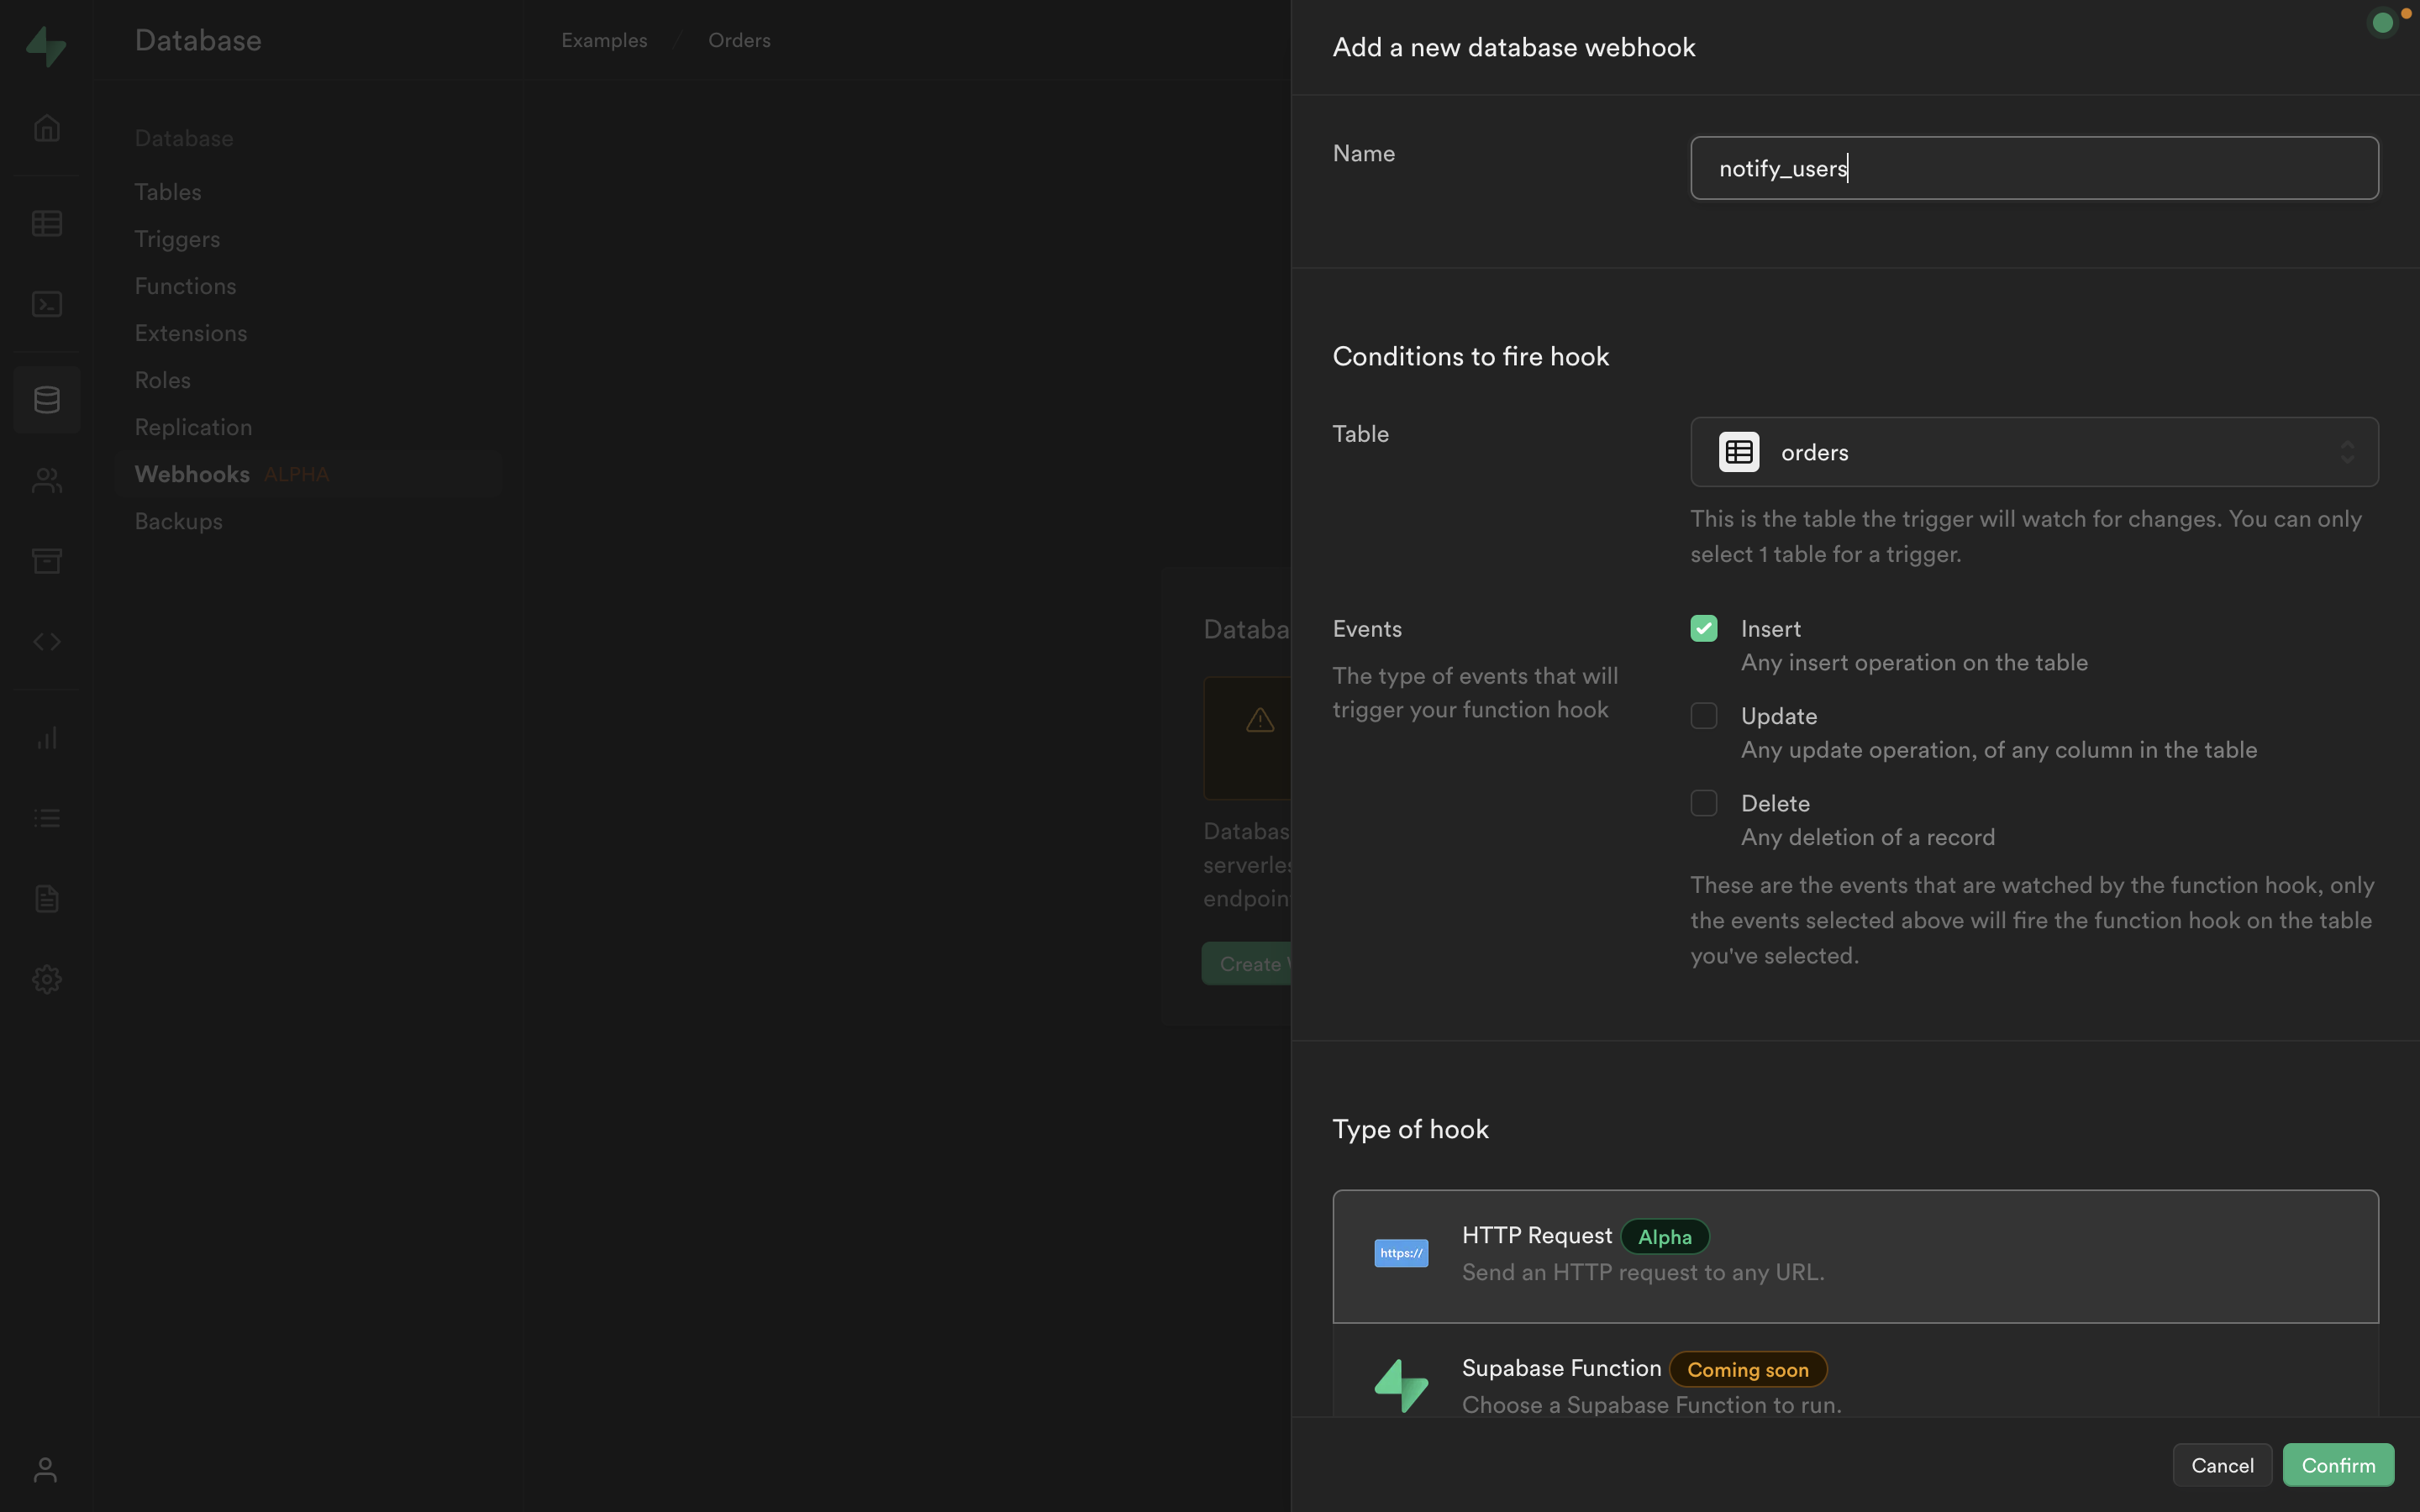 Database
Examples / Orders
Database
Tables
Triggers
Functions
Extensions
Roles
Replication
Webhooks ALPHA
Backups
Databa
Databas
serverles
endpoin
Create
Add a new database webhook
Name
notify_users
Conditions to fire hook
Table
orders
This is the table the trigger will watch for changes. You can only
select 1 table for a trigger.
Events
The type of events that will
trigger your function hook
Insert
Any insert operation on the table
Update
Any update operation, of any column in the table
Delete
Any deletion of a record
These are the events that are watched by the function hook, only
the events selected above will fire the function hook on the table
you've selected.
Type of hook
https://
HTTP Request Alpha
Send an HTTP request to any URL.
Supabase Function Coming soon
Choose a Supabase Function to run.
Cancel
Confirm